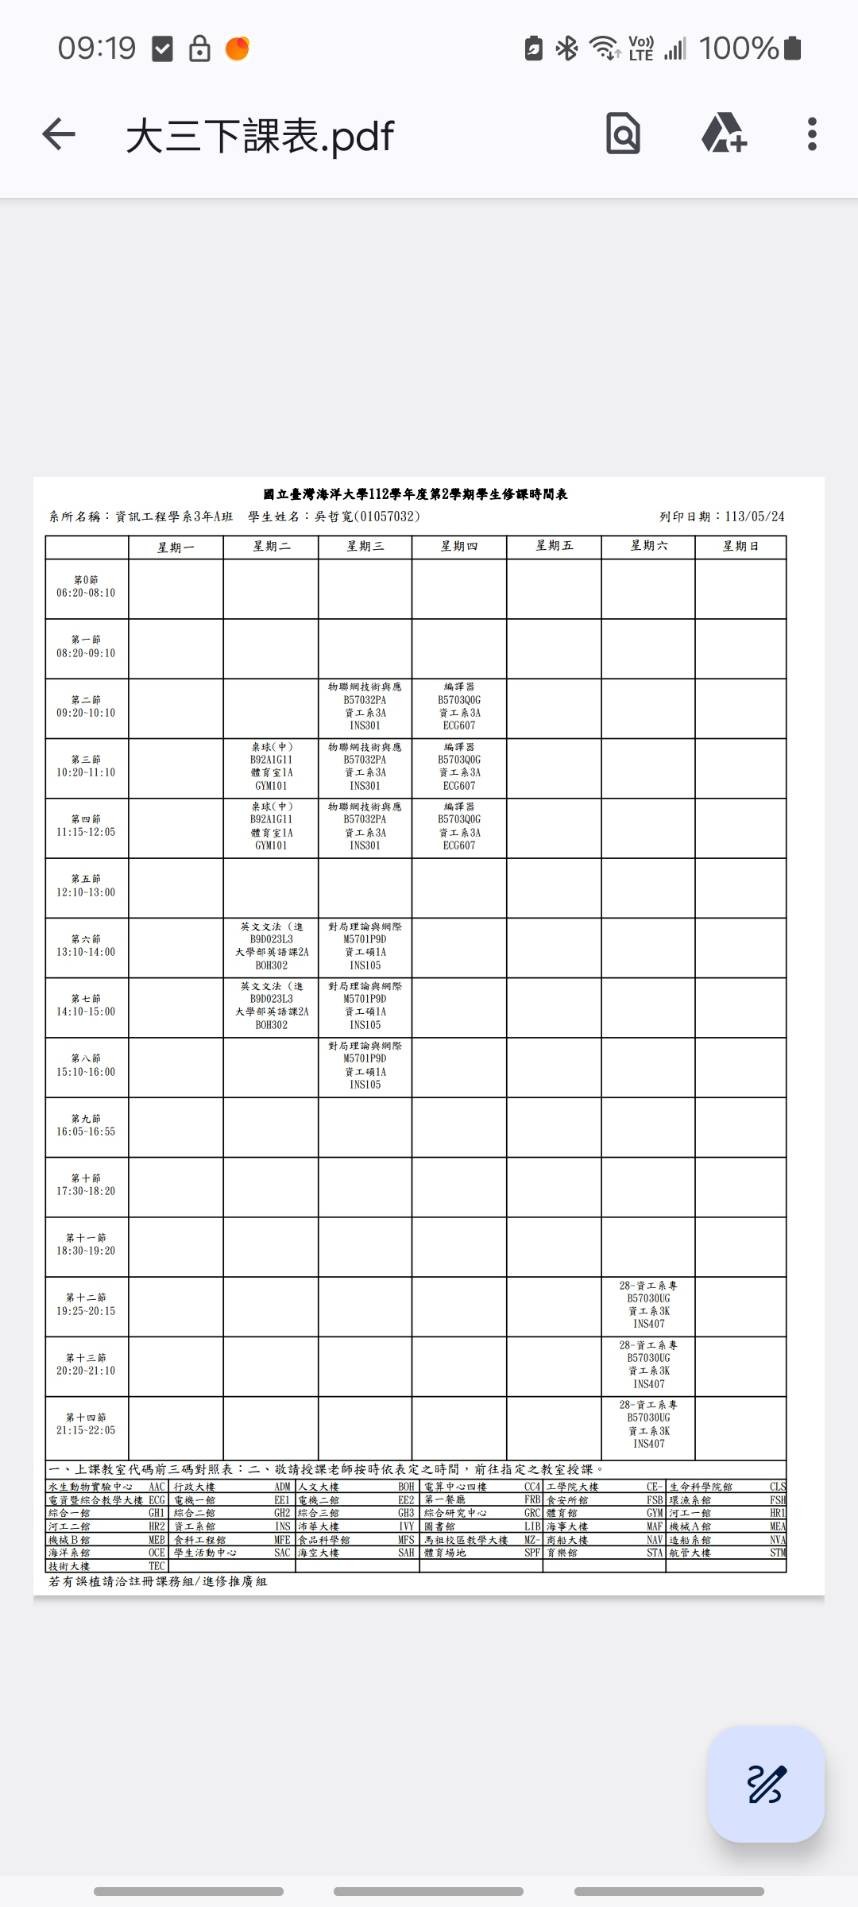 09:19
Vo)) LTE 100%
大三下課表.pdf
國立臺灣海洋大學112學年度第2學期學生修課時間表
系所名稱：資訊工程學系3年A班 學生姓名：吳哲寬(01057032) 列印日期：113/05/24
星期一 星期二 星期三 星期四 星期五 星期六 星期日
第0節
06:20~08:10
第一節
08:20~09:10
第二節
09:20~10:10
物聯網技術與應
B57032PA
資工系3A
INS301
編譯器
B5703Q0G
資工系3A
ECG607
第三節
10:20~11:10
桌球(中)
B92A1G11
體育室1A
GYM101
物聯網技術與應
B57032PA
資工系3A
INS301
編譯器
B5703Q0G
資工系3A
ECG607
第四節
11:15~12:05
桌球(中)
B92A1G11
體育室1A
GYM101
物聯網技術與應
B57032PA
資工系3A
INS301
編譯器
B5703Q0G
資工系3A
ECG607
第五節
12:10~13:00
第六節
13:10~14:00
英文文法（進
B9D023L3
大學部英語課2A
BOH302
對局理論與網際
M5701P9D
資工碩1A
INS105
第七節
14:10~15:00
英文文法（進
B9D023L3
大學部英語課2A
BOH302
對局理論與網際
M5701P9D
資工碩1A
INS105
第八節
15:10~16:00
對局理論與網際
M5701P9D
資工碩1A
INS105
第九節
16:05~16:55
第十節
17:30~18:20
第十一節
18:30~19:20
第十二節
19:25~20:15
28-資工系專
B57030UG
資工系3K
INS407
第十三節
20:20~21:10
28-資工系專
B57030UG
資工系3K
INS407
第十四節
21:15~22:05
28-資工系專
B57030UG
資工系3K
INS407
一、上課教室代碼前三碼對照表：二、敬請授課老師按時依表定之時間，前往指定之教室授課。
水生動物實驗中心 AAC 行政大樓 ADM 人文大樓 BOH 電算中心四樓 CC4 工學院大樓 CE- 生命科學院館 CLS
電資暨綜合教學大樓 ECG 電機一館 EE1 電機二館 EE2 第一餐廳 FRB 食安所館 FSB 環漁系館 FSH
綜合一館 GH1 綜合二館 GH2 綜合三館 GH3 綜合研究中心 GRC 體育館 GYM 河工一館 HR1
河工二館 HR2 資工系館 INS 沛華大樓 IVY 圖書館 LIB 海事大樓 MAF 機械A館 MEA
機械B館 MEB 食科工程館 MFE 食品科學館 MFS 馬祖校區教學大樓 MZ- 商船大樓 NAV 造船系館 NVA
海洋系館 OCE 學生活動中心 SAC 海空大樓 SAH 體育場地 SPF 育樂館 STA 航管大樓 STM
技術大樓 TEC
若有誤植請洽註冊課務組/進修推廣組